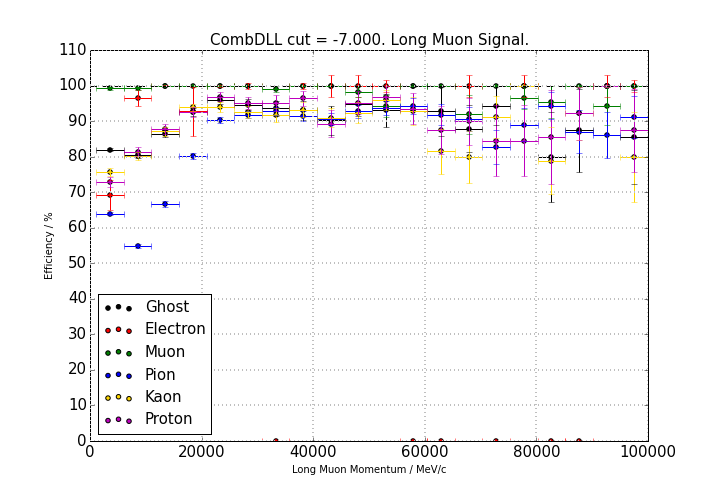 CombDLL cut = -7.000. Long Muon Signal.
110
100
90
80
70
60
50
40
30
20
10
0
Efficiency / %
Ghost
Electron
Muon
Pion
Kaon
Proton
0 20000 40000 60000 80000 100000
Long Muon Momentum / MeV/c